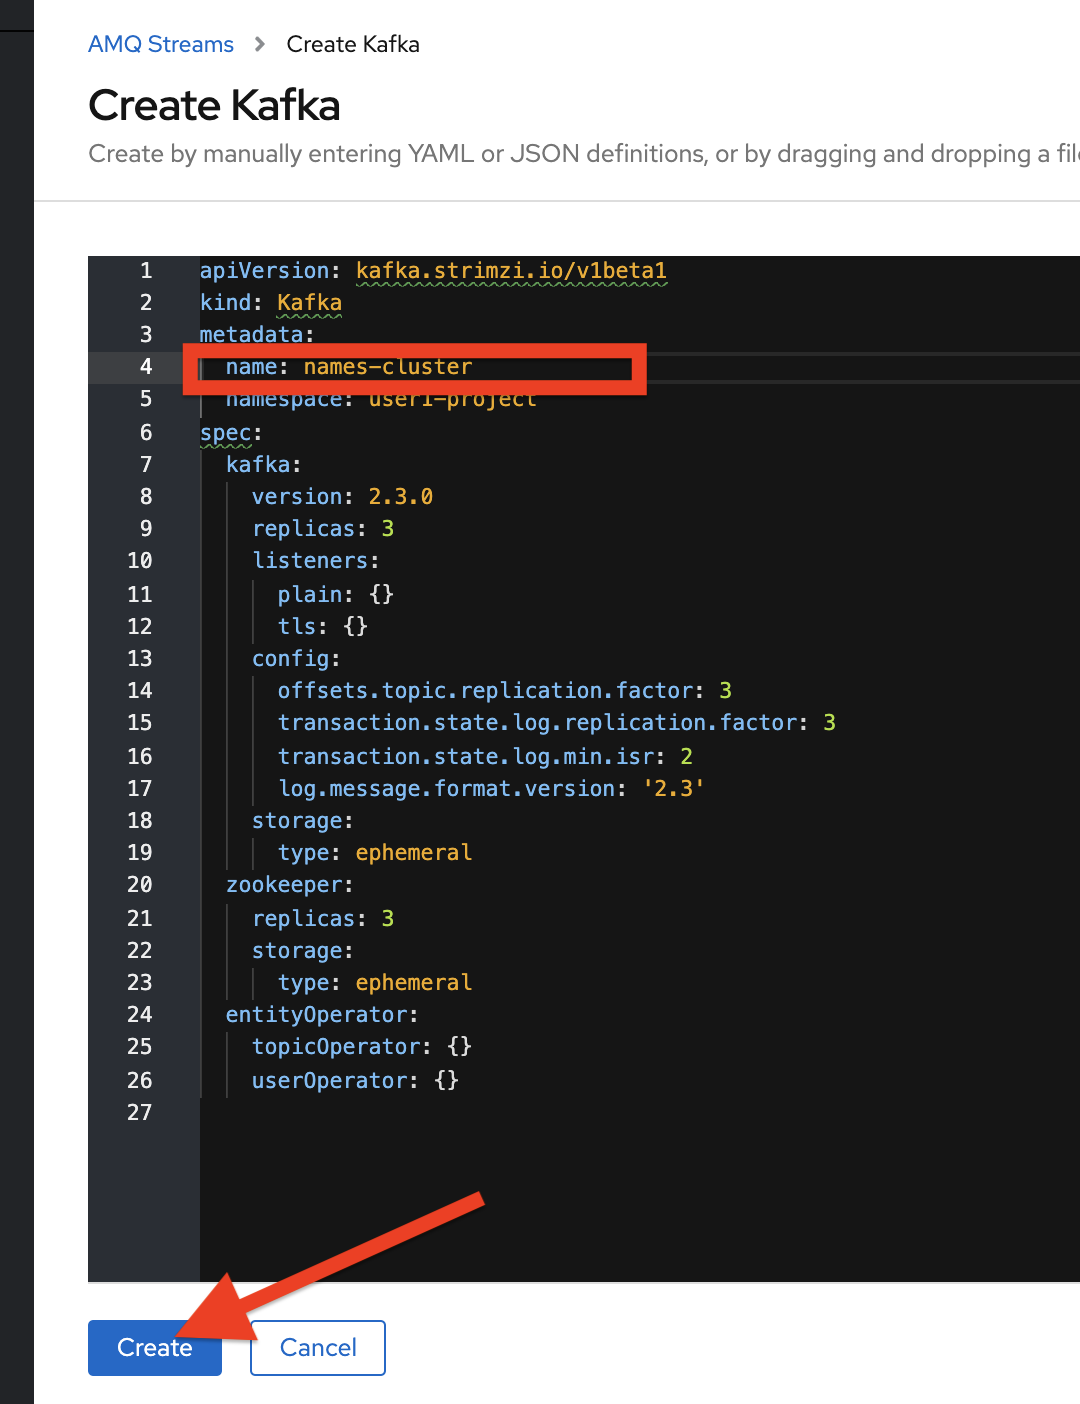 AMQ Streams > Create Kafka
Create Kafka
Create by manually entering YAML or JSON definitions, or by dragging and dropping a file
1 apiVersion: kafka.strimzi.io/v1beta1
2 kind: Kafka
3 metadata:
4   name: names-cluster
5   namespace: user1-project
6 spec:
7   kafka:
8     version: 2.3.0
9     replicas: 3
10     listeners:
11       plain: {}
12       tls: {}
13     config:
14       offsets.topic.replication.factor: 3
15       transaction.state.log.replication.factor: 3
16       transaction.state.log.min.isr: 2
17       log.message.format.version: '2.3'
18     storage:
19       type: ephemeral
20   zookeeper:
21     replicas: 3
22     storage:
23       type: ephemeral
24   entityOperator:
25     topicOperator: {}
26     userOperator: {}
27
Create Cancel